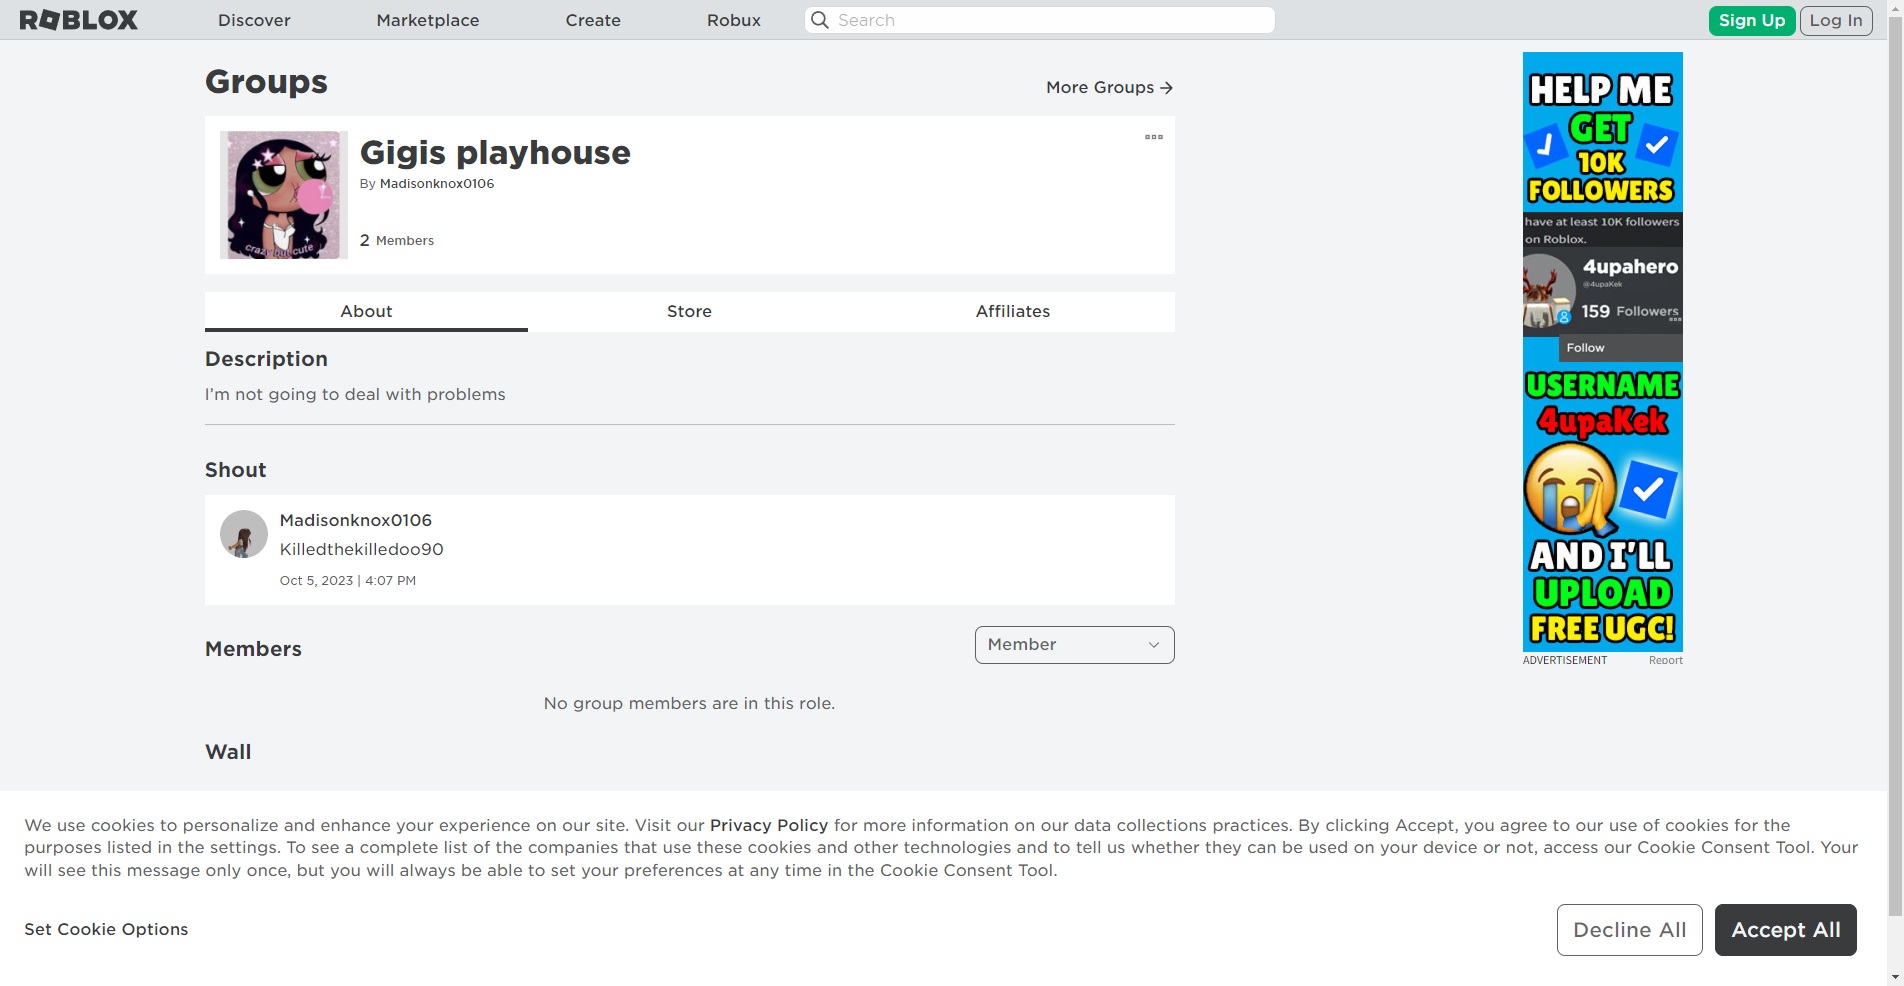 ROBLOX
Discover
Marketplace
Create
Robux
Search
Sign Up
Log In
Groups
More Groups
crazy but cute
Gigis playhouse
By Madisonknox0106
2 Members
About
Store
Affiliates
Description
I'm not going to deal with problems
Shout
Madisonknox0106
Killedthekilledoo90
Oct 5, 2023 | 4:07 PM
Members
Member
No group members are in this role.
Wall
HELP ME
GET
10K
FOLLOWERS
have at least 10K followers
on Roblox.
4upahero
@4upaKek
159 Followers
Follow
USERNAME
4upaKek
AND I'LL
UPLOAD
FREE UGC!
ADVERTISEMENT
Report
We use cookies to personalize and enhance your experience on our site. Visit our Privacy Policy for more information on our data collections practices. By clicking Accept, you agree to our use of cookies for the
purposes listed in the settings. To see a complete list of the companies that use these cookies and other technologies and to tell us whether they can be used on your device or not, access our Cookie Consent Tool. Your
will see this message only once, but you will always be able to set your preferences at any time in the Cookie Consent Tool.
Set Cookie Options
Decline All
Accept All